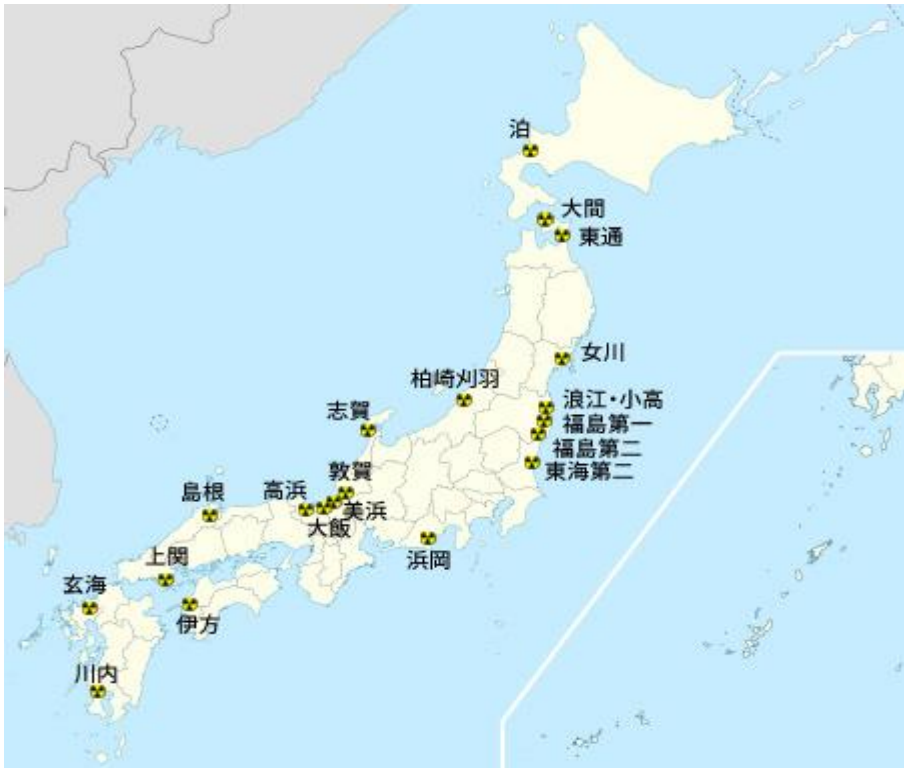 泊
大間
東通
女川
柏崎刈羽
浪江・小高
志賀
福島第一
福島第二
東海第二
敦賀
高浜
島根
美浜
大飯
上関
浜岡
玄海
伊方
川内